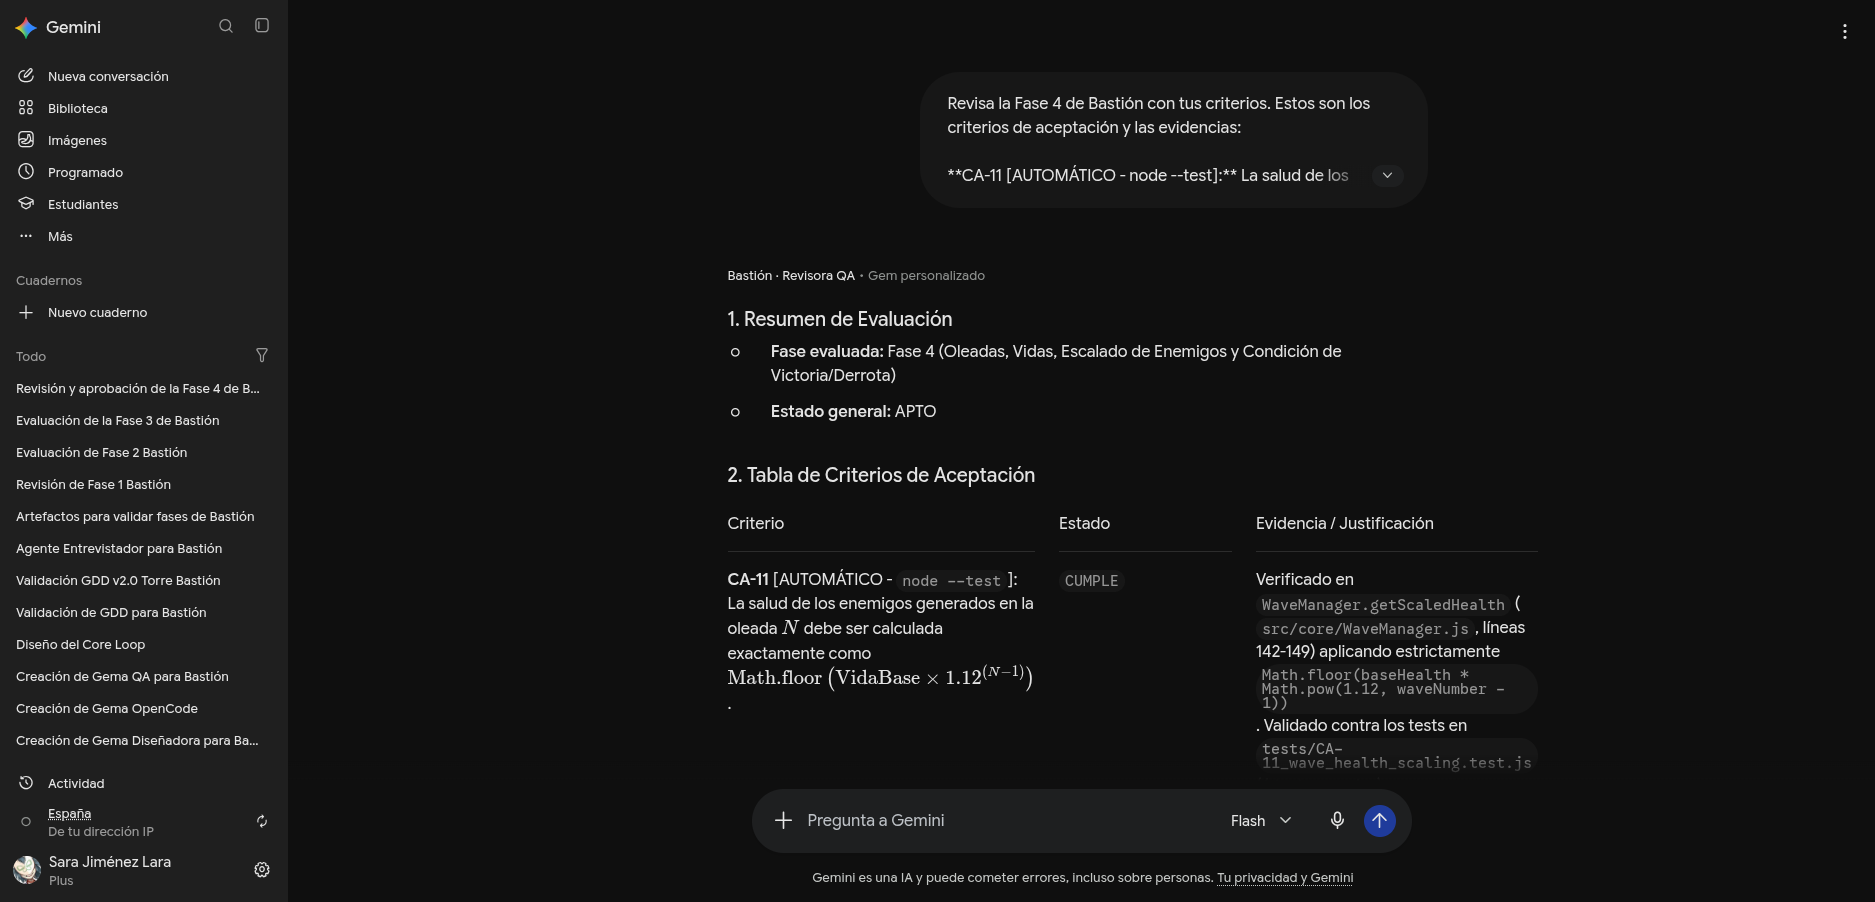 Gemini
Nueva conversación
Biblioteca
Imágenes
Programado
Estudiantes
Más
Cuadernos
Nuevo cuaderno
Todo
Revisión y aprobación de la Fase 4 de B...
Evaluación de la Fase 3 de Bastión
Evaluación de Fase 2 Bastión
Revisión de Fase 1 Bastión
Artefactos para validar fases de Bastión
Agente Entrevistador para Bastión
Validación GDD v2.0 Torre Bastión
Validación de GDD para Bastión
Diseño del Core Loop
Creación de Gema QA para Bastión
Creación de Gema OpenCode
Creación de Gema Diseñadora para Ba...
Actividad
España
De tu dirección IP
Sara Jiménez Lara
Plus
Revisa la Fase 4 de Bastión con tus criterios. Estos son los
criterios de aceptación y las evidencias:
**CA-11 [AUTOMÁTICO - node --test]:** La salud de los
Bastión · Revisora QA • Gem personalizado
1. Resumen de Evaluación
Fase evaluada: Fase 4 (Oleadas, Vidas, Escalado de Enemigos y Condición de
Victoria/Derrota)
Estado general: APTO
2. Tabla de Criterios de Aceptación
Criterio
Estado
Evidencia / Justificación
CA-11 [AUTOMÁTICO - node --test ]:
La salud de los enemigos generados en la
oleada N debe ser calculada
exactamente como
Math.floor (VidaBase × 1.12^(N−1))
.
CUMPLE
Verificado en
WaveManager.getScaledHealth (
src/core/WaveManager.js , líneas
142-149) aplicando estrictamente
Math.floor(baseHealth *
Math.pow(1.12, waveNumber -
1))
. Validado contra los tests en
tests/CA-
11_wave_health_scaling.test.js
Pregunta a Gemini
Flash
Gemini es una IA y puede cometer errores, incluso sobre personas. Tu privacidad y Gemini